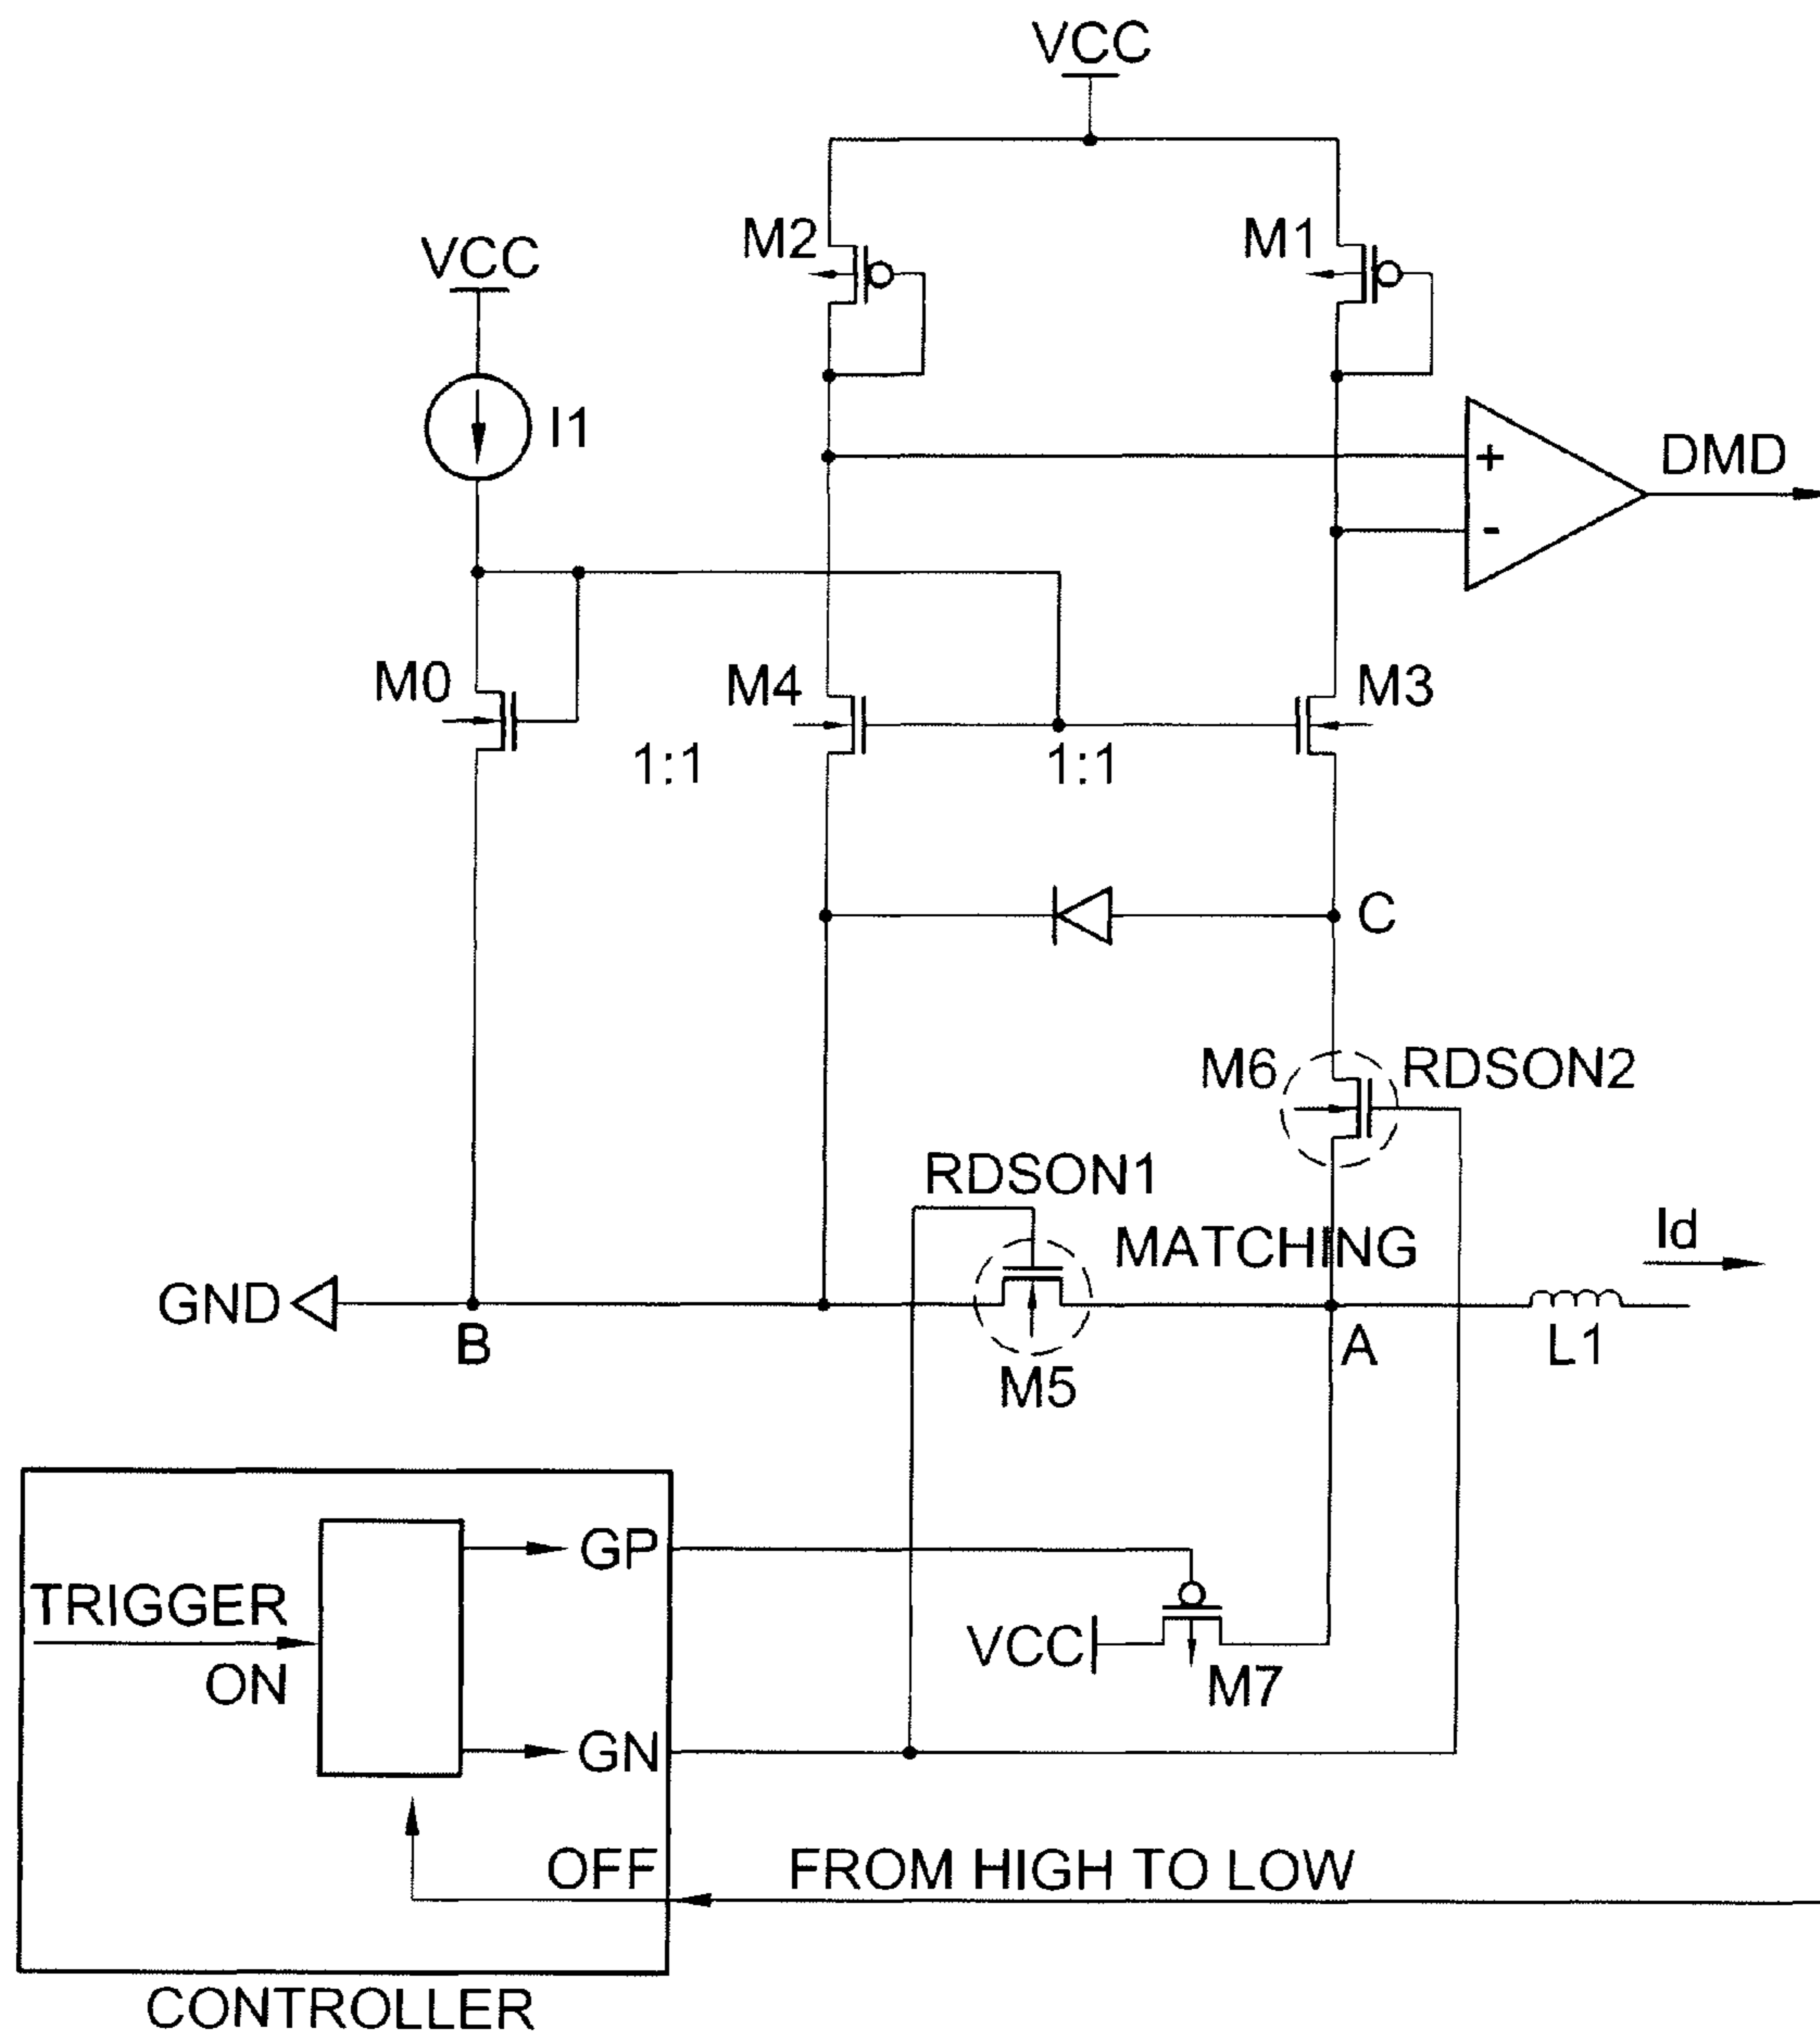 VCC
M2
M1
VCC
I1
+
DMD
-
M0
M4
M3
1:1
1:1
C
M6
RDSON2
RDSON1
MATCHING
Id
GND
B
A
L1
M5
GP
TRIGGER
ON
VCC
M7
GN
OFF
FROM HIGH TO LOW
CONTROLLER